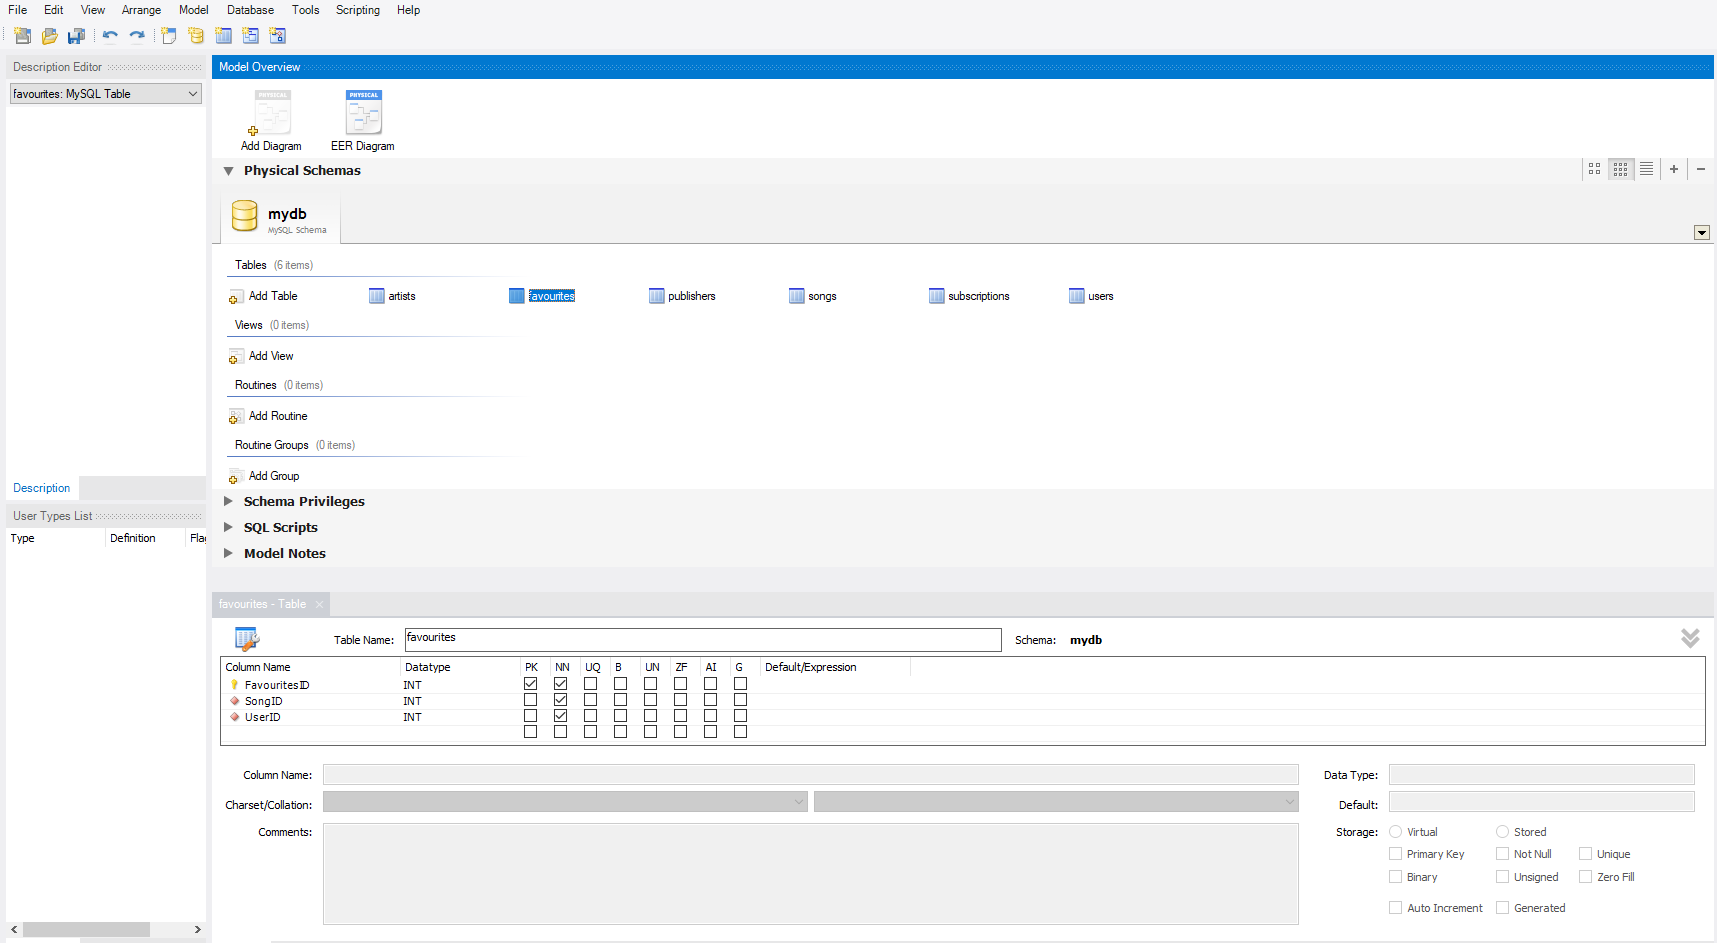 File Edit View Arrange Model Database Tools Scripting Help
Description Editor
favourites: MySQL Table
Description
User Types List
Type Definition Flag
Model Overview
PHYSICAL PHYSICAL
Add Diagram EER Diagram
Physical Schemas
mydb
MySQL Schema
Tables (6 items)
Add Table artists favourites publishers songs subscriptions users
Views (0 items)
Add View
Routines (0 items)
Add Routine
Routine Groups (0 items)
Add Group
Schema Privileges
SQL Scripts
Model Notes
favourites - Table
Table Name: favourites Schema: mydb
Column Name Datatype PK NN UQ B UN ZF AI G Default/Expression
FavouritesID INT
SongID INT
UserID INT
Column Name: Data Type:
Charset/Collation: Default:
Comments: Storage: Virtual Stored
Primary Key Not Null Unique
Binary Unsigned Zero Fill
Auto Increment Generated